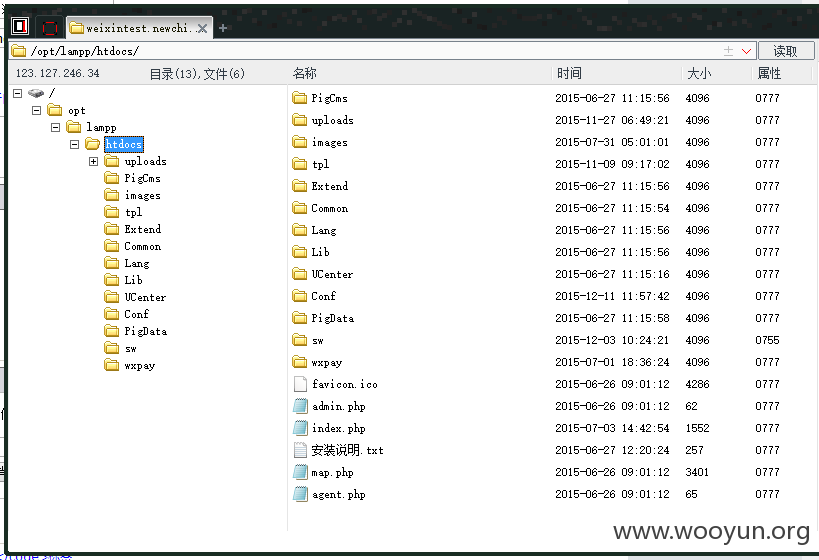 weixintest.newchi.
/opt/lampp/htdocs/ 读取
123.127.246.34 目录(13),文件(6) 名称 时间 大小 属性
/
opt
lampp
htdocs
uploads
PigCms
images
tpl
Extend
Common
Lang
Lib
UCenter
Conf
PigData
sw
wxpay
PigCms 2015-06-27 11:15:56 4096 0777
uploads 2015-11-27 06:49:21 4096 0777
images 2015-07-31 05:01:01 4096 0777
tpl 2015-11-09 09:17:02 4096 0777
Extend 2015-06-27 11:15:56 4096 0777
Common 2015-06-27 11:15:54 4096 0777
Lang 2015-06-27 11:15:56 4096 0777
Lib 2015-06-27 11:15:56 4096 0777
UCenter 2015-06-27 11:15:16 4096 0777
Conf 2015-12-11 11:57:42 4096 0777
PigData 2015-06-27 11:15:58 4096 0777
sw 2015-12-03 10:24:21 4096 0755
wxpay 2015-07-01 18:36:24 4096 0777
favicon.ico 2015-06-26 09:01:12 4286 0777
admin.php 2015-06-26 09:01:12 62 0777
index.php 2015-07-03 14:42:54 1552 0777
安装说明.txt 2015-06-27 12:20:24 257 0777
map.php 2015-06-26 09:01:12 3401 0777
agent.php 2015-06-26 09:01:12 65 0777
www.wooyun.org